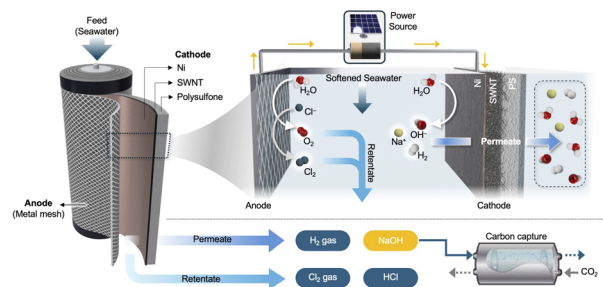 Feed
(Seawater)
Cathode
Ni
SWNT
Polysulfone
Anode
(Metal mesh)
Power
Source
Softened Seawater
H₂O
Cl⁻
O₂
Cl₂
Retentate
H₂O
Na⁺
OH⁻
H₂
Ni
SWNT
PS
Permeate
Anode
Cathode
Permeate
H₂ gas
NaOH
Carbon capture
CO₂
Retentate
Cl₂ gas
HCl